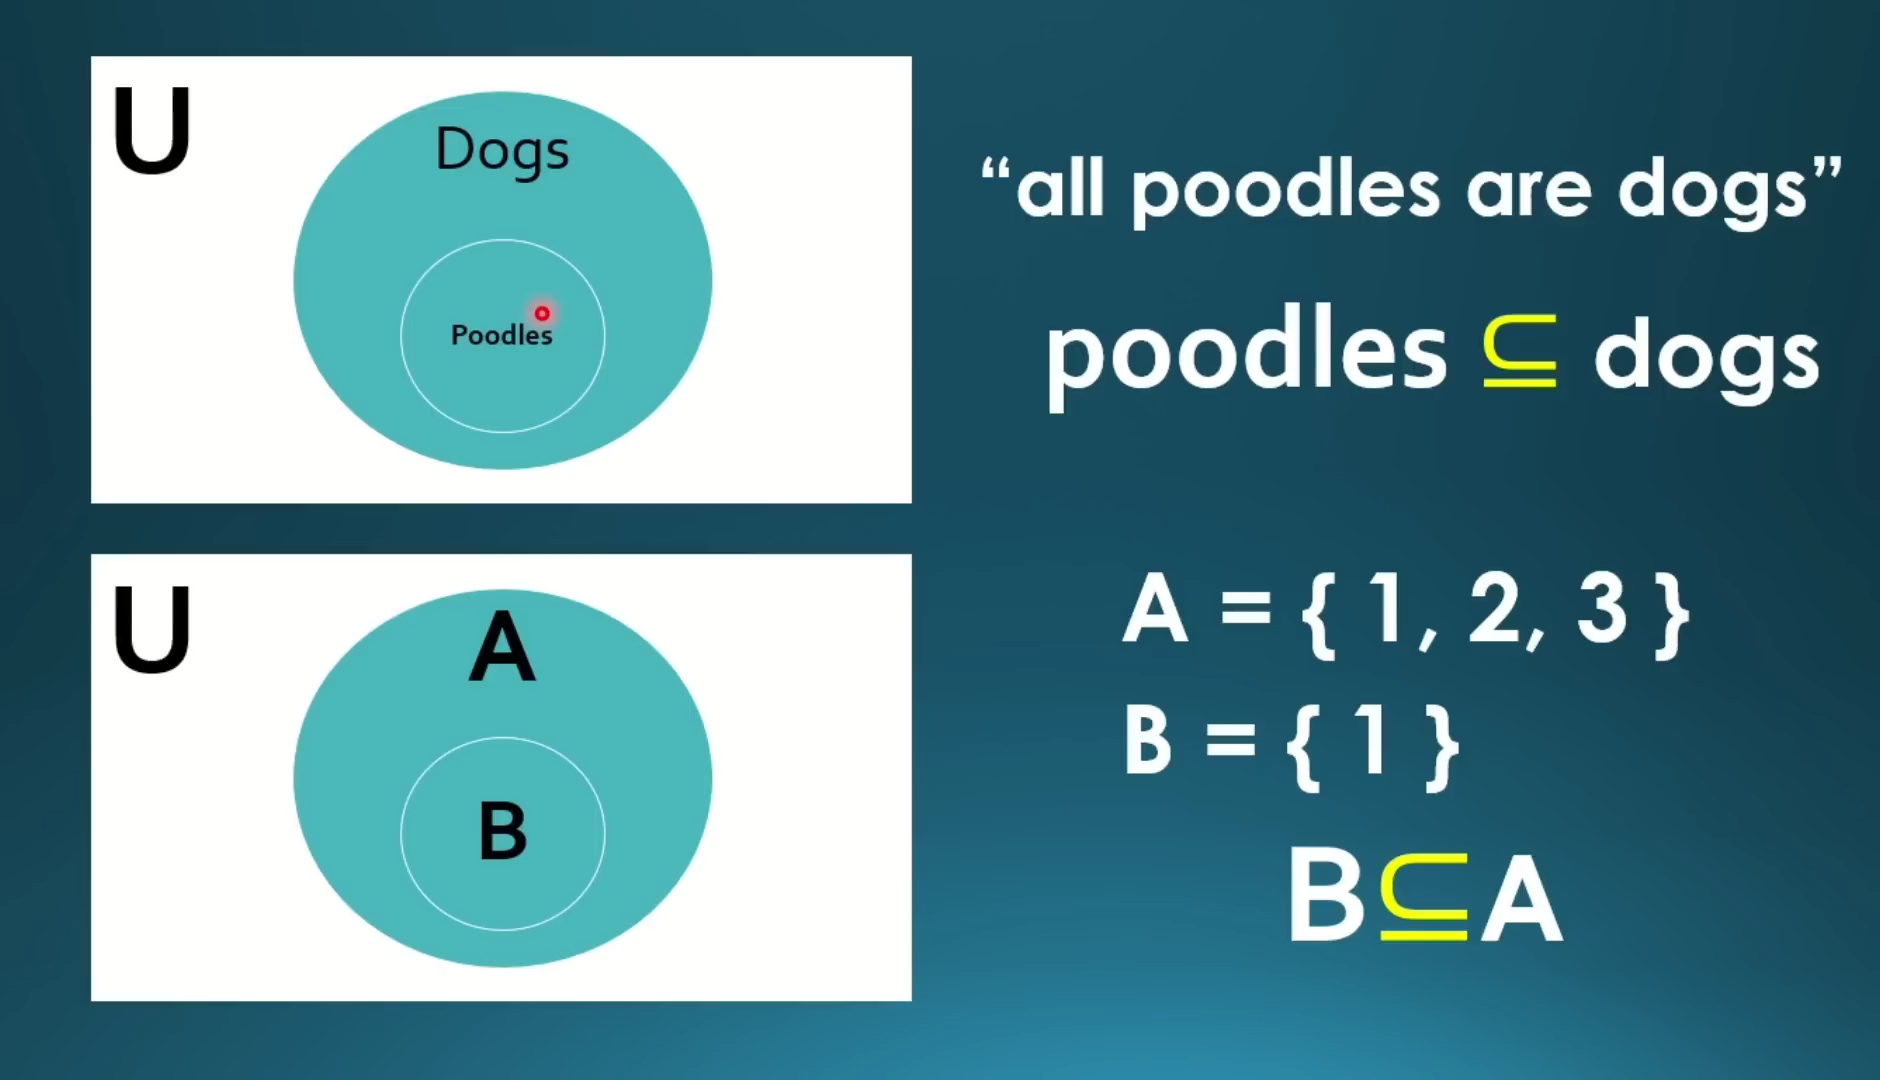 U
Dogs
Poodles
“all poodles are dogs”
poodles ⊆ dogs
U
A
B
A = { 1, 2, 3 }
B = { 1 }
B⊆A